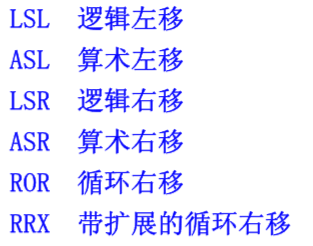 LSL 逻辑左移
ASL 算术左移
LSR 逻辑右移
ASR 算术右移
ROR 循环右移
RRX 带扩展的循环右移